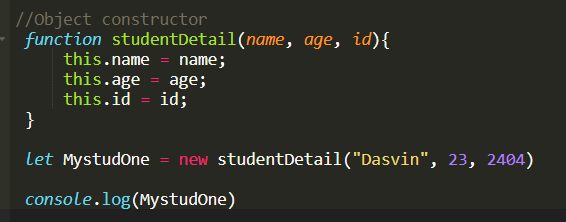 //Object constructor
function studentDetail(name, age, id){
    this.name = name;
    this.age = age;
    this.id = id;
}
let MystudOne = new studentDetail("Dasvin", 23, 2404)
console.log(MystudOne)